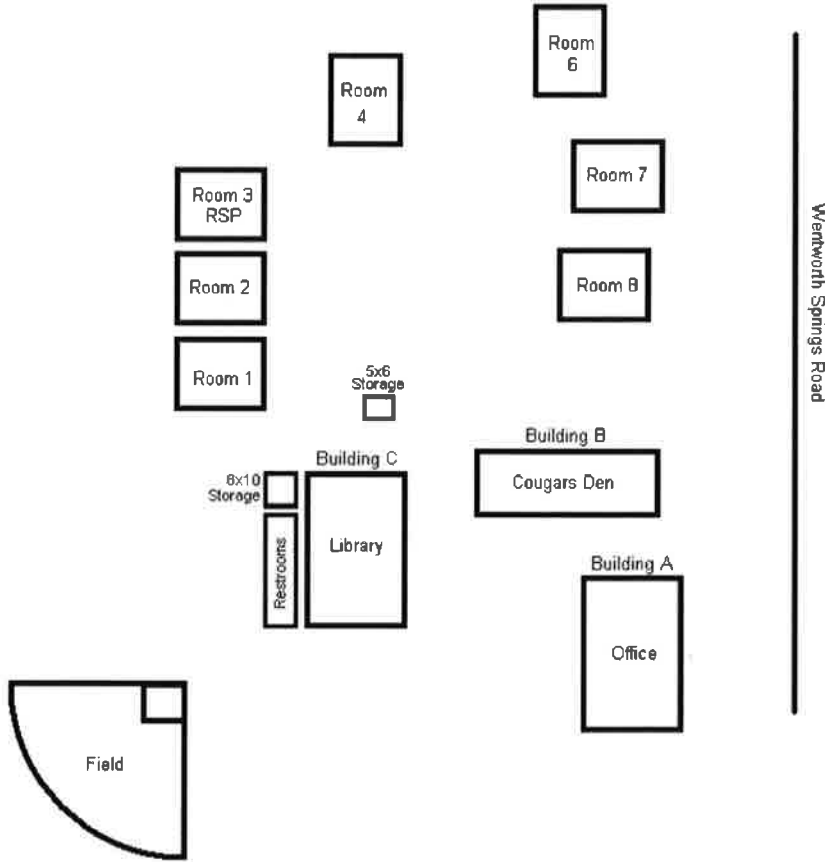 Room
6
Room
4
Room 7
Room 3
RSP
Room 2
Room 8
Wentworth Springs Road
Room 1
5x6
Storage
Building B
Cougars Den
Building C
8x10
Storage
Library
Restrooms
Building A
Office
Field